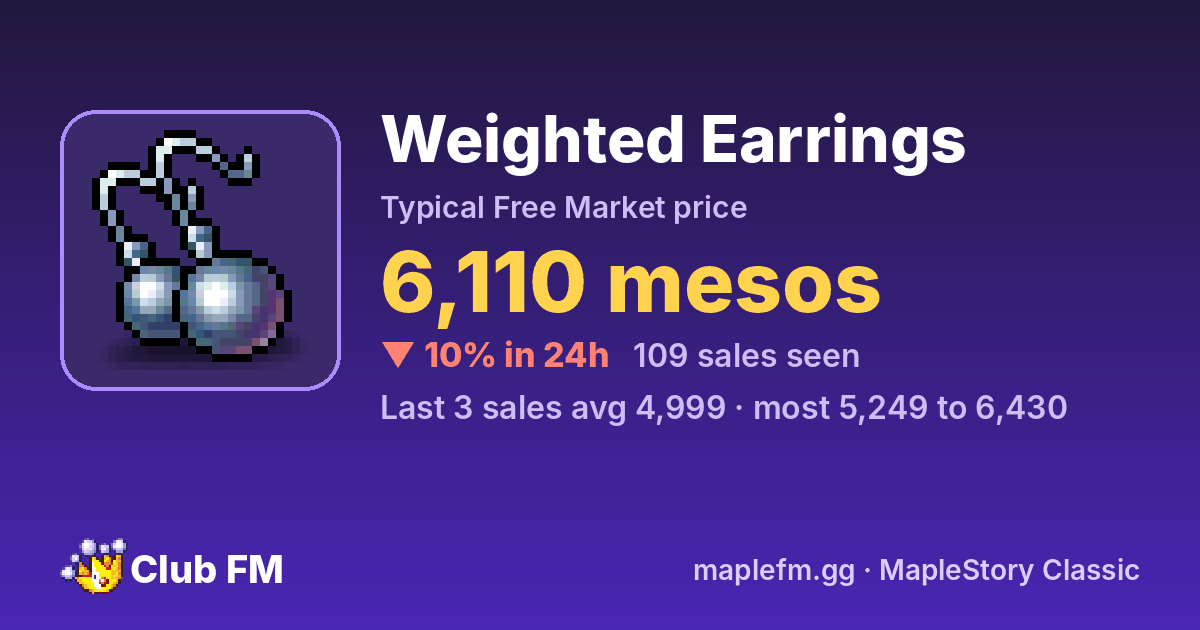 Weighted Earrings
Typical Free Market price
6,110 mesos
▼ 10% in 24h 109 sales seen
Last 3 sales avg 4,999 · most 5,249 to 6,430
Club FM
maplefm.gg · MapleStory Classic